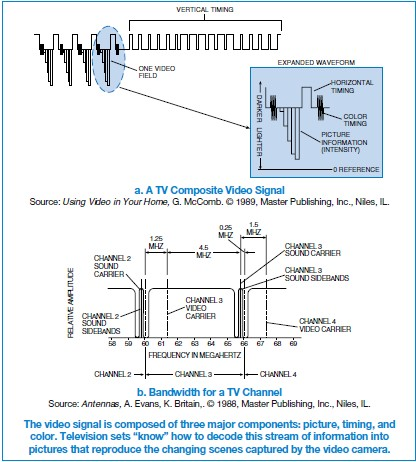 VERTICAL TIMING
ONE VIDEO
FIELD
EXPANDED WAVEFORM
HORIZONTAL
TIMING
DARKER LIGHTER
COLOR
TIMING
PICTURE
INFORMATION
(INTENSITY)
0 REFERENCE
a. A TV Composite Video Signal
Source: Using Video in Your Home, G. McComb. © 1989, Master Publishing, Inc., Niles, IL.
1.25
MHZ
4.5
MHZ
0.25
MHZ
1.5
MHZ
CHANNEL 2
SOUND
CARRIER
CHANNEL 3
SOUND CARRIER
CHANNEL 3
SOUND SIDEBANDS
RELATIVE AMPLITUDE
CHANNEL 2
SOUND
SIDEBANDS
CHANNEL 3
VIDEO
CARRIER
CHANNEL 4
VIDEO CARRIER
58 59 60 61 62 63 64 65 66 67 68 69
FREQUENCY IN MEGAHERTZ
CHANNEL 2 CHANNEL 3 CHANNEL 4
b. Bandwidth for a TV Channel
Source: Antennas, A. Evans, K. Britain,. © 1988, Master Publishing, Inc., Niles, IL.
The video signal is composed of three major components: picture, timing, and
color. Television sets “know” how to decode this stream of information into
pictures that reproduce the changing scenes captured by the video camera.